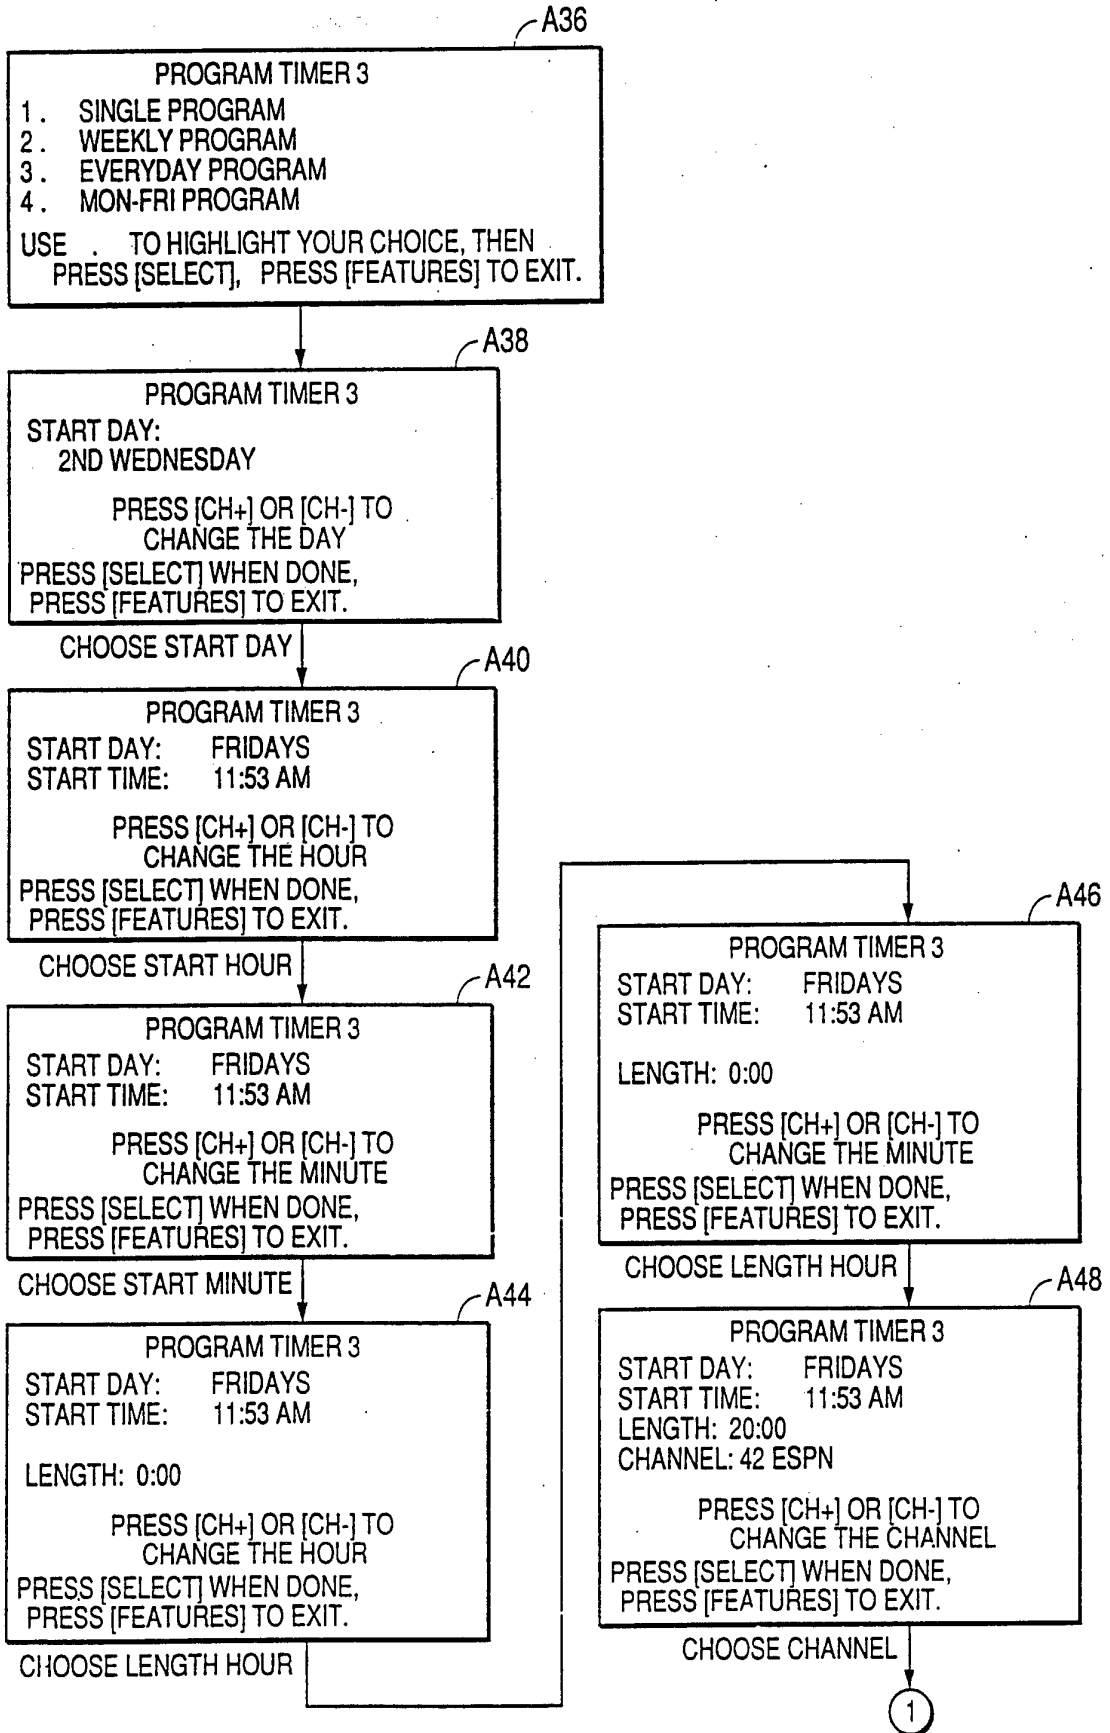 A36
PROGRAM TIMER 3
1. SINGLE PROGRAM
2. WEEKLY PROGRAM
3. EVERYDAY PROGRAM
4. MON-FRI PROGRAM
USE . TO HIGHLIGHT YOUR CHOICE, THEN
PRESS [SELECT], PRESS [FEATURES] TO EXIT.
A38
PROGRAM TIMER 3
START DAY:
2ND WEDNESDAY
PRESS [CH+] OR [CH-] TO
CHANGE THE DAY
PRESS [SELECT] WHEN DONE,
PRESS [FEATURES] TO EXIT.
CHOOSE START DAY
A40
PROGRAM TIMER 3
START DAY: FRIDAYS
START TIME: 11:53 AM
PRESS [CH+] OR [CH-] TO
CHANGE THE HOUR
PRESS [SELECT] WHEN DONE,
PRESS [FEATURES] TO EXIT.
CHOOSE START HOUR
A42
PROGRAM TIMER 3
START DAY: FRIDAYS
START TIME: 11:53 AM
PRESS [CH+] OR [CH-] TO
CHANGE THE MINUTE
PRESS [SELECT] WHEN DONE,
PRESS [FEATURES] TO EXIT.
CHOOSE START MINUTE
A44
PROGRAM TIMER 3
START DAY: FRIDAYS
START TIME: 11:53 AM
LENGTH: 0:00
PRESS [CH+] OR [CH-] TO
CHANGE THE HOUR
PRESS [SELECT] WHEN DONE,
PRESS [FEATURES] TO EXIT.
CHOOSE LENGTH HOUR
A46
PROGRAM TIMER 3
START DAY: FRIDAYS
START TIME: 11:53 AM
LENGTH: 0:00
PRESS [CH+] OR [CH-] TO
CHANGE THE MINUTE
PRESS [SELECT] WHEN DONE,
PRESS [FEATURES] TO EXIT.
CHOOSE LENGTH HOUR
A48
PROGRAM TIMER 3
START DAY: FRIDAYS
START TIME: 11:53 AM
LENGTH: 20:00
CHANNEL: 42 ESPN
PRESS [CH+] OR [CH-] TO
CHANGE THE CHANNEL
PRESS [SELECT] WHEN DONE,
PRESS [FEATURES] TO EXIT.
CHOOSE CHANNEL
1